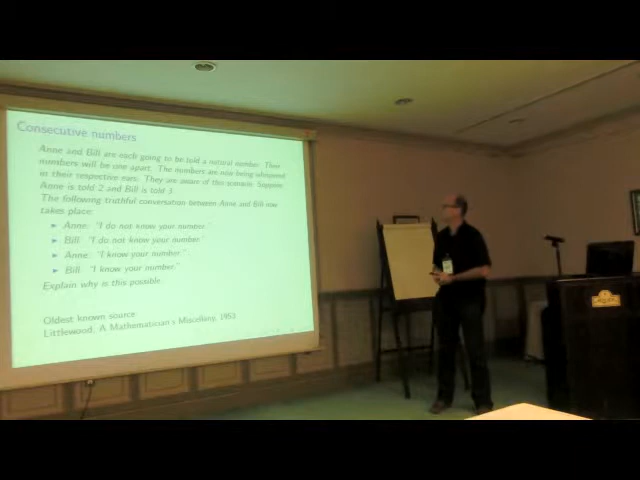 Consecutive numbers
Anne and Bill are each going to be told a natural number. Their
numbers will be one apart. The numbers are now being whispered
in their respective ears. They are aware of this scenario. Suppose
Anne is told 2 and Bill is told 3.
The following truthful conversation between Anne and Bill now
takes place:
Anne: "I do not know your number."
Bill: "I do not know your number."
Anne: "I know your number."
Bill: "I know your number."
Explain why is this possible.
Oldest known source
Littlewood, A Mathematician's Miscellany, 1953